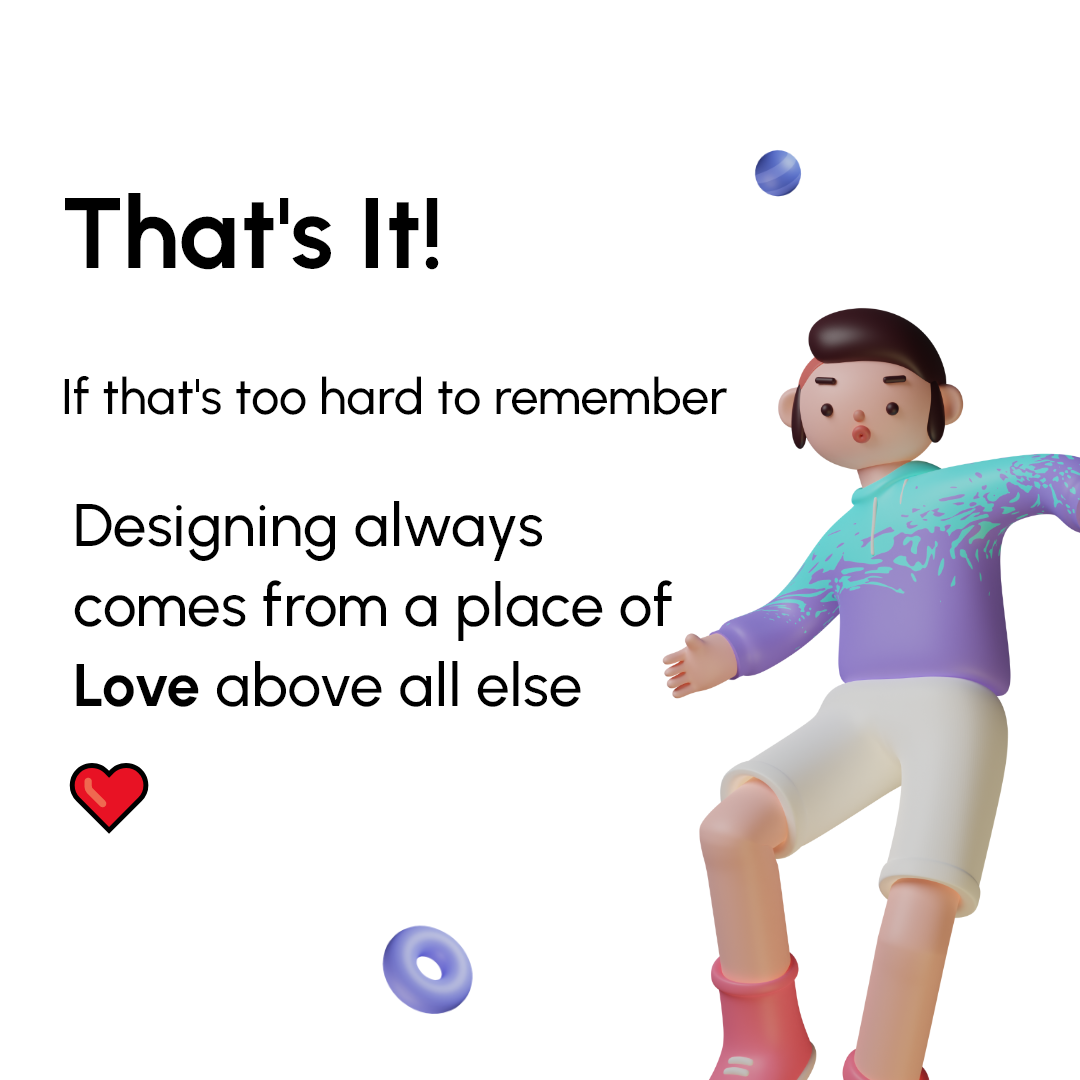 That's It!
If that's too hard to remember
Designing always
comes from a place of
Love above all else